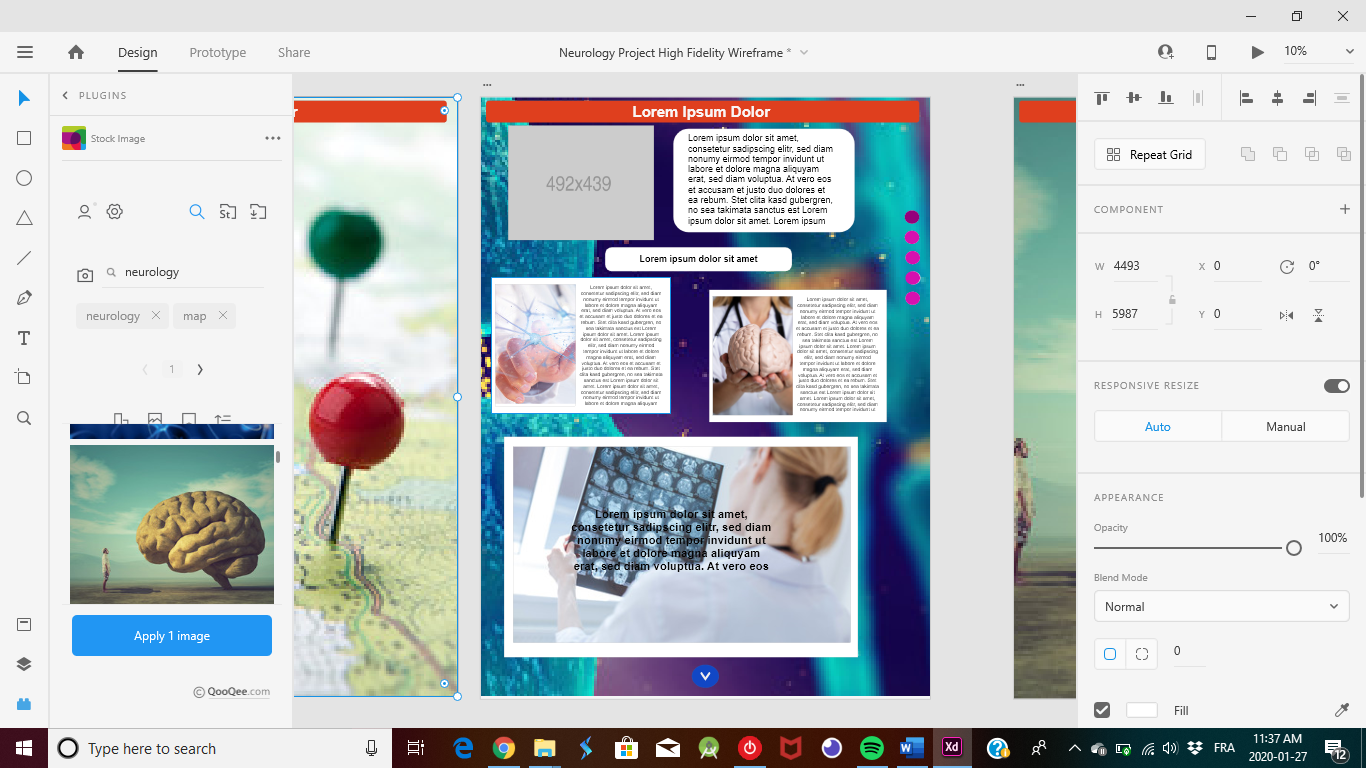 Design
Prototype
Share
Neurology Project High Fidelity Wireframe *
10%
PLUGINS
Stock Image
St
neurology
neurology
map
1
Apply 1 image
© QooQee.com
r
Lorem Ipsum Dolor
492x439
Lorem ipsum dolor sit amet,
consetetur sadipscing elitr, sed diam
nonumy eirmod tempor invidunt ut
labore et dolore magna aliquyam
erat, sed diam voluptua. At vero eos
et accusam et justo duo dolores et
ea rebum. Stet clita kasd gubergren,
no sea takimata sanctus est Lorem
ipsum dolor sit amet. Lorem ipsum
Lorem ipsum dolor sit amet
Lorem ipsum dolor sit amet,
consetetur sadipscing elitr, sed diam
nonumy eirmod tempor invidunt ut
labore et dolore magna aliquyam
erat, sed diam voluptua. At vero eos
Repeat Grid
COMPONENT
W 4493
X 0
0°
H 5987
Y 0
RESPONSIVE RESIZE
Auto
Manual
APPEARANCE
Opacity
100%
Blend Mode
Normal
0
Fill
Type here to search
Xd
FRA
11:37 AM
2020-01-27
12